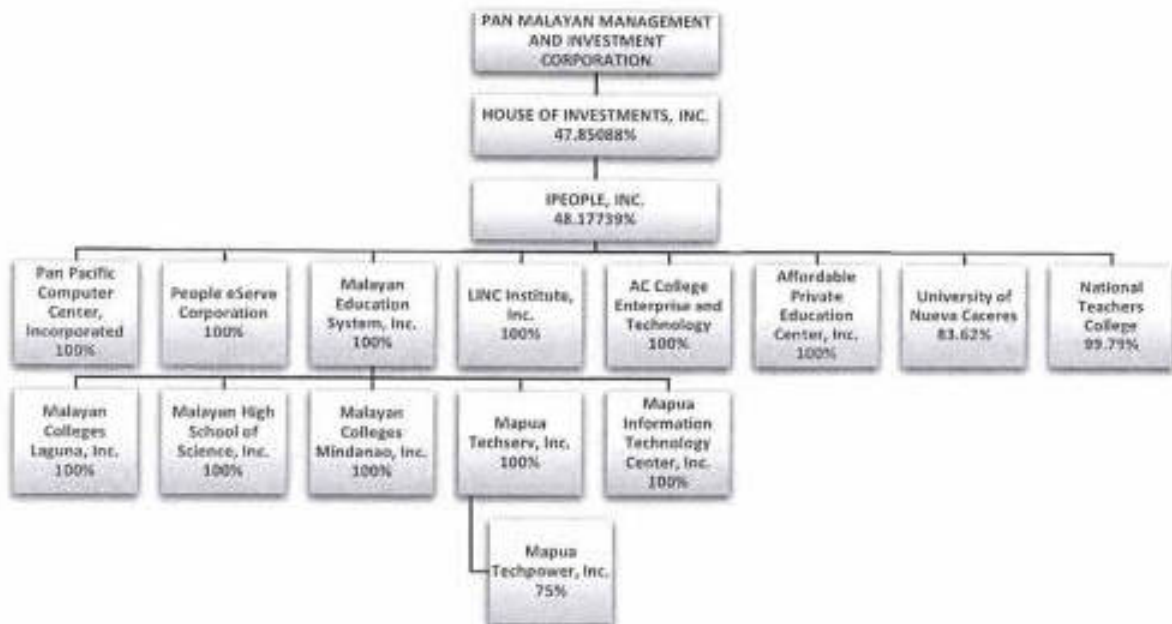 PAN MALAYAN MANAGEMENT
AND INVESTMENT
CORPORATION
HOUSE OF INVESTMENTS, INC.
47.85088%
IPEOPLE, INC.
48.17739%
Pan Pacific
Computer
Center,
Incorporated
100%
People eServe
Corporation
100%
Malayan
Education
System, Inc.
100%
LINC Institute,
Inc.
100%
AC College
Enterprise and
Technology
100%
Affordable
Private
Education
Center, Inc.
100%
University of
Nueva Caceres
83.62%
National
Teachers
College
99.79%
Malayan
Colleges
Laguna, Inc.
100%
Malayan High
School of
Science, Inc.
100%
Malayan
Colleges
Mindanao, Inc.
100%
Mapua
Techserv, Inc.
100%
Mapua
Information
Technology
Center, Inc.
100%
Mapua
Techpower, Inc.
75%